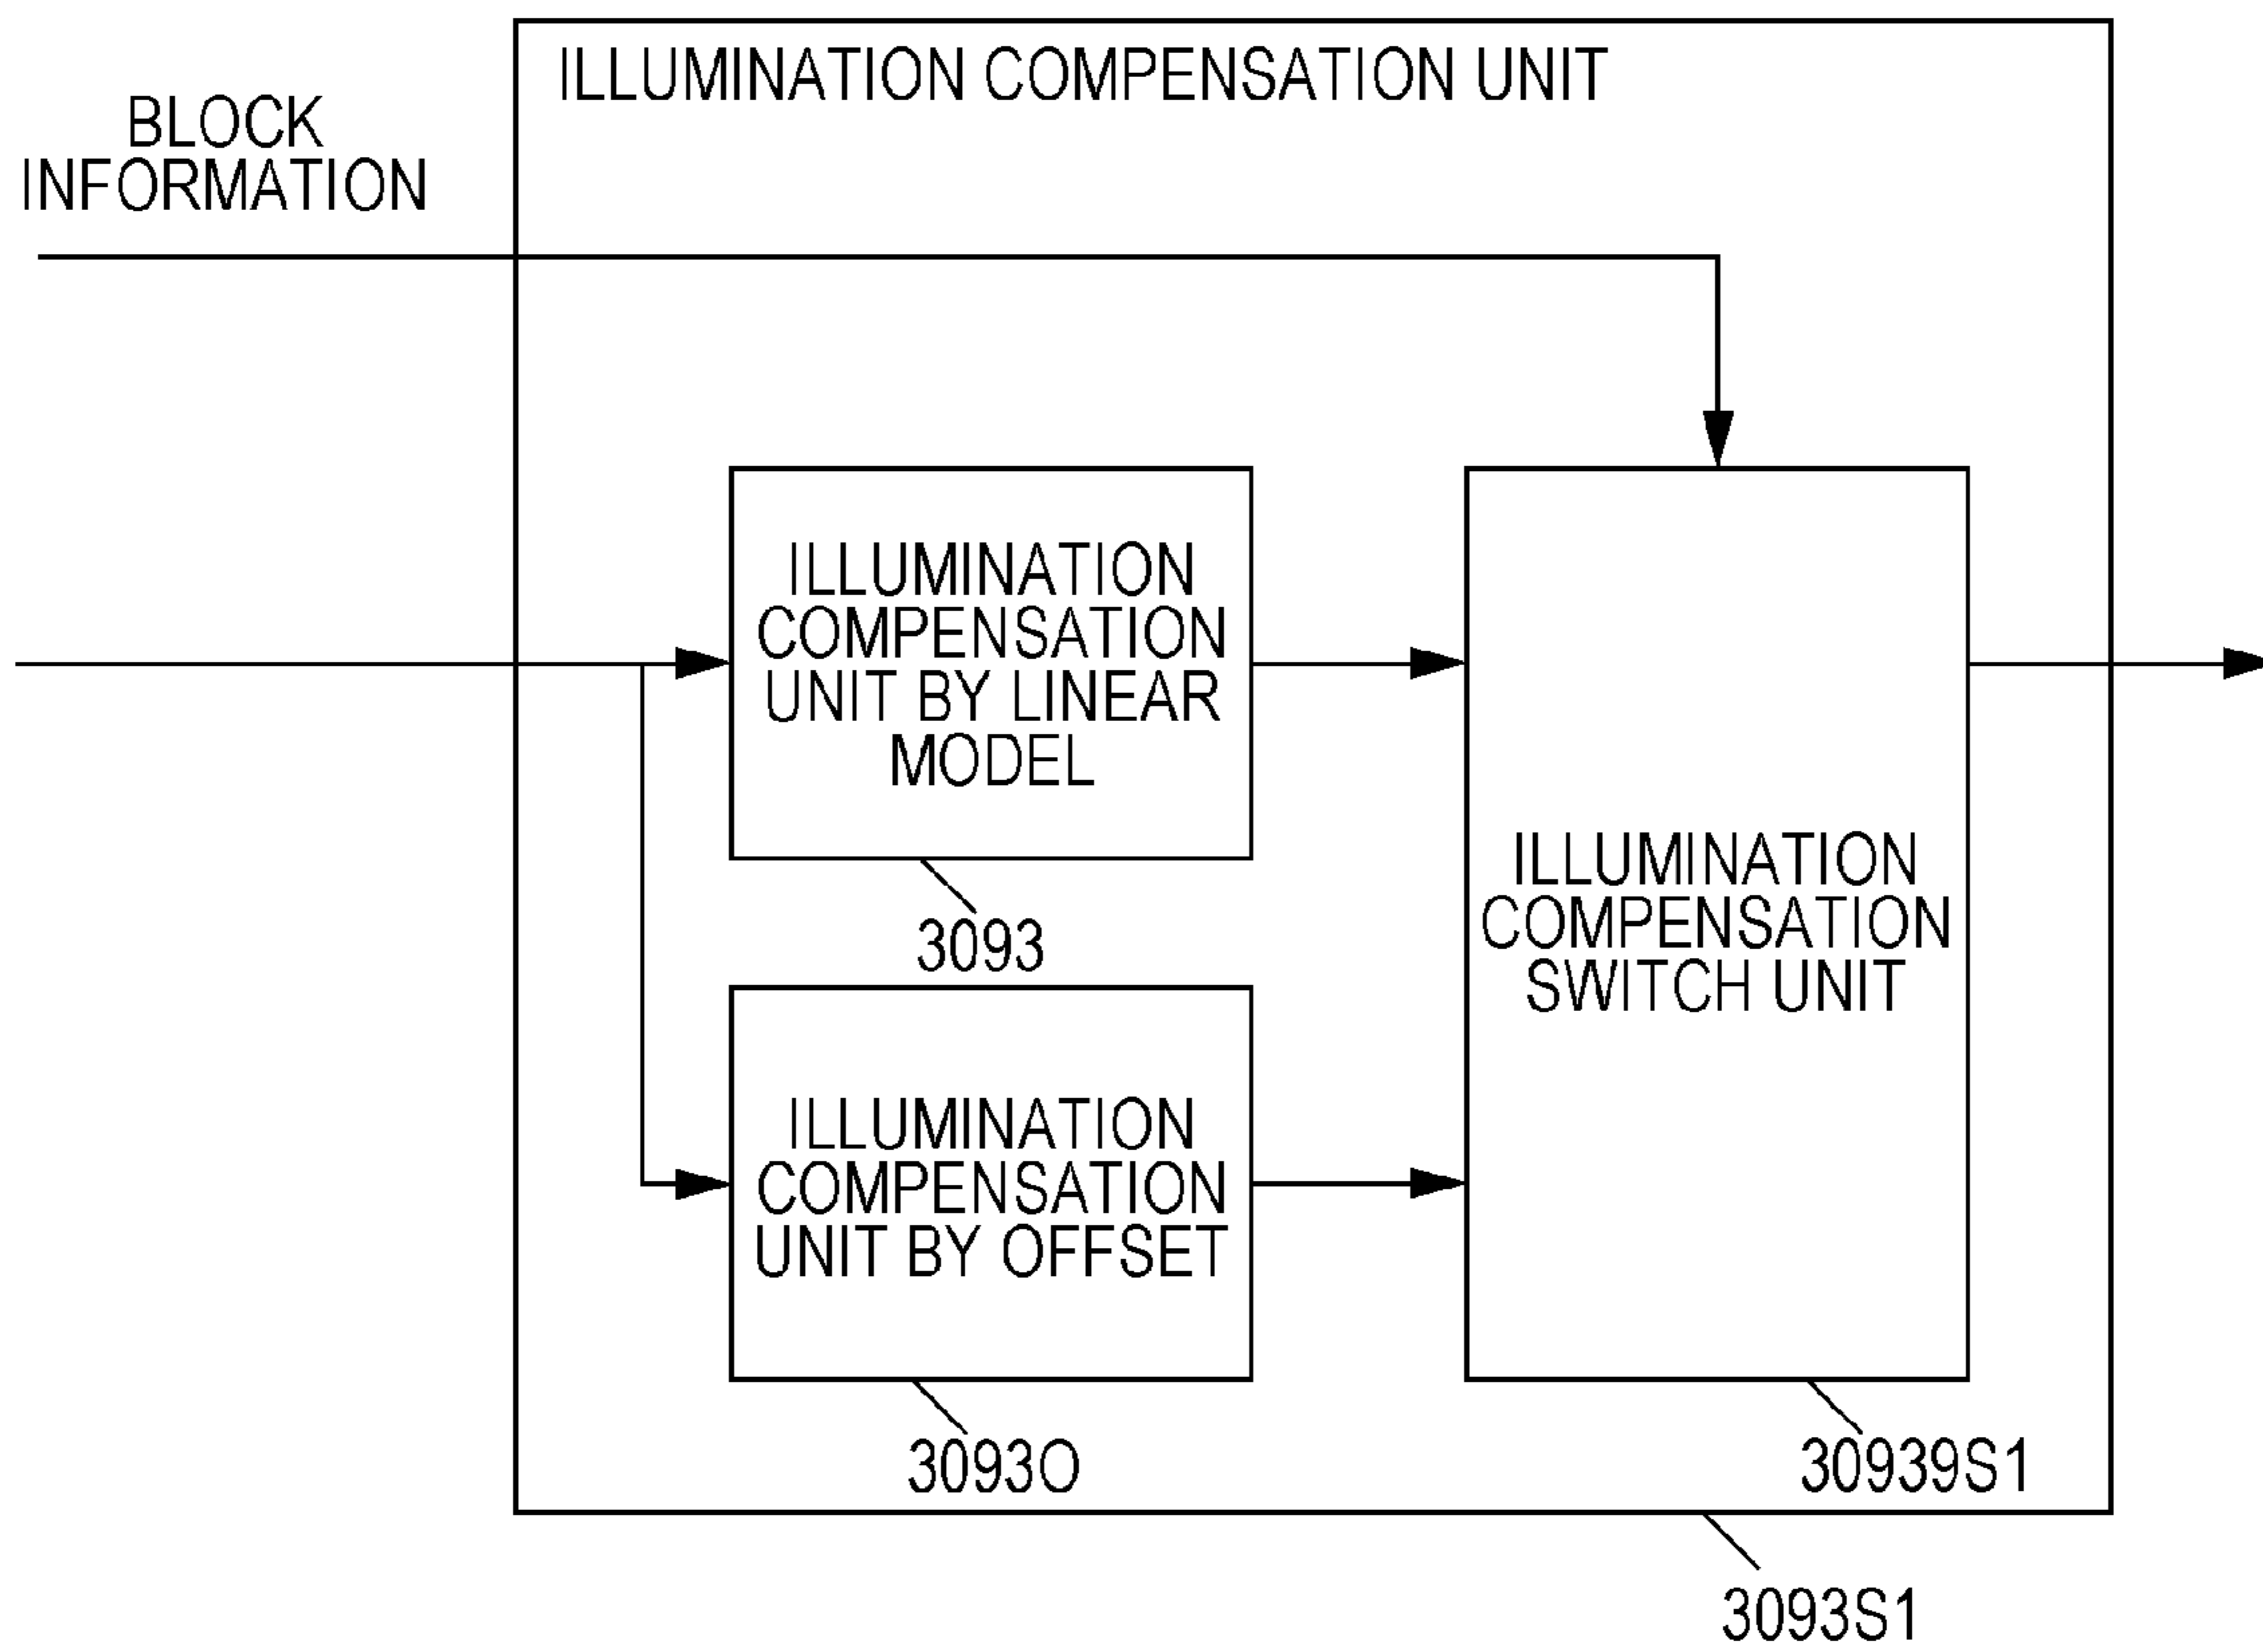 ILLUMINATION COMPENSATION UNIT
BLOCK
INFORMATION
ILLUMINATION
COMPENSATION
UNIT BY LINEAR
MODEL
3093
ILLUMINATION
COMPENSATION
SWITCH UNIT
ILLUMINATION
COMPENSATION
UNIT BY OFFSET
3093O
30939S1
3093S1